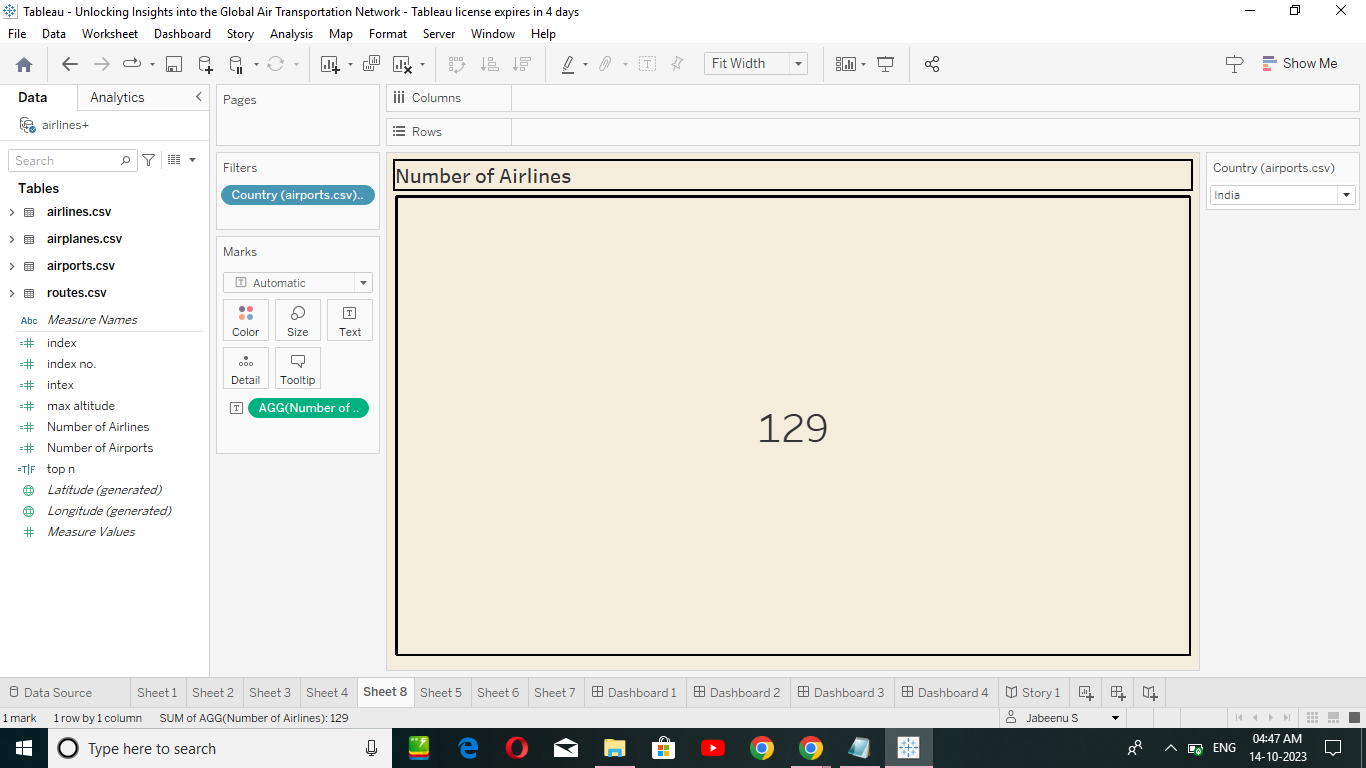 Tableau - Unlocking Insights into the Global Air Transportation Network - Tableau license expires in 4 days
File Data Worksheet Dashboard Story Analysis Map Format Server Window Help
Fit Width
Show Me
Data Analytics
airlines+
Search
Tables
airlines.csv
airplanes.csv
airports.csv
routes.csv
Abc Measure Names
=# index
=# index no.
=# intex
=# max altitude
=# Number of Airlines
=# Number of Airports
=T|F top n
Latitude (generated)
Longitude (generated)
# Measure Values
Pages
Filters
Country (airports.csv)..
Marks
T Automatic
Color Size T Text
Detail Tooltip
T AGG(Number of ..
Columns
Rows
Number of Airlines
129
Country (airports.csv)
India
Data Source Sheet 1 Sheet 2 Sheet 3 Sheet 4 Sheet 8 Sheet 5 Sheet 6 Sheet 7 Dashboard 1 Dashboard 2 Dashboard 3 Dashboard 4 Story 1
1 mark 1 row by 1 column SUM of AGG(Number of Airlines): 129 Jabeenu S
Type here to search
ENG
04:47 AM
14-10-2023